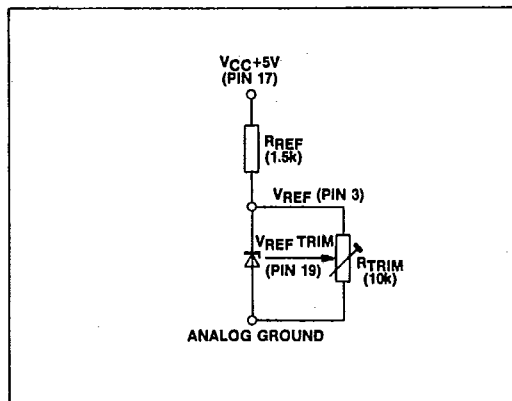 VCC+5V
(PIN 17)
RREF
(1.5k)
VREF (PIN 3)
VREF TRIM
(PIN 19)
RTRIM
(10k)
ANALOG GROUND